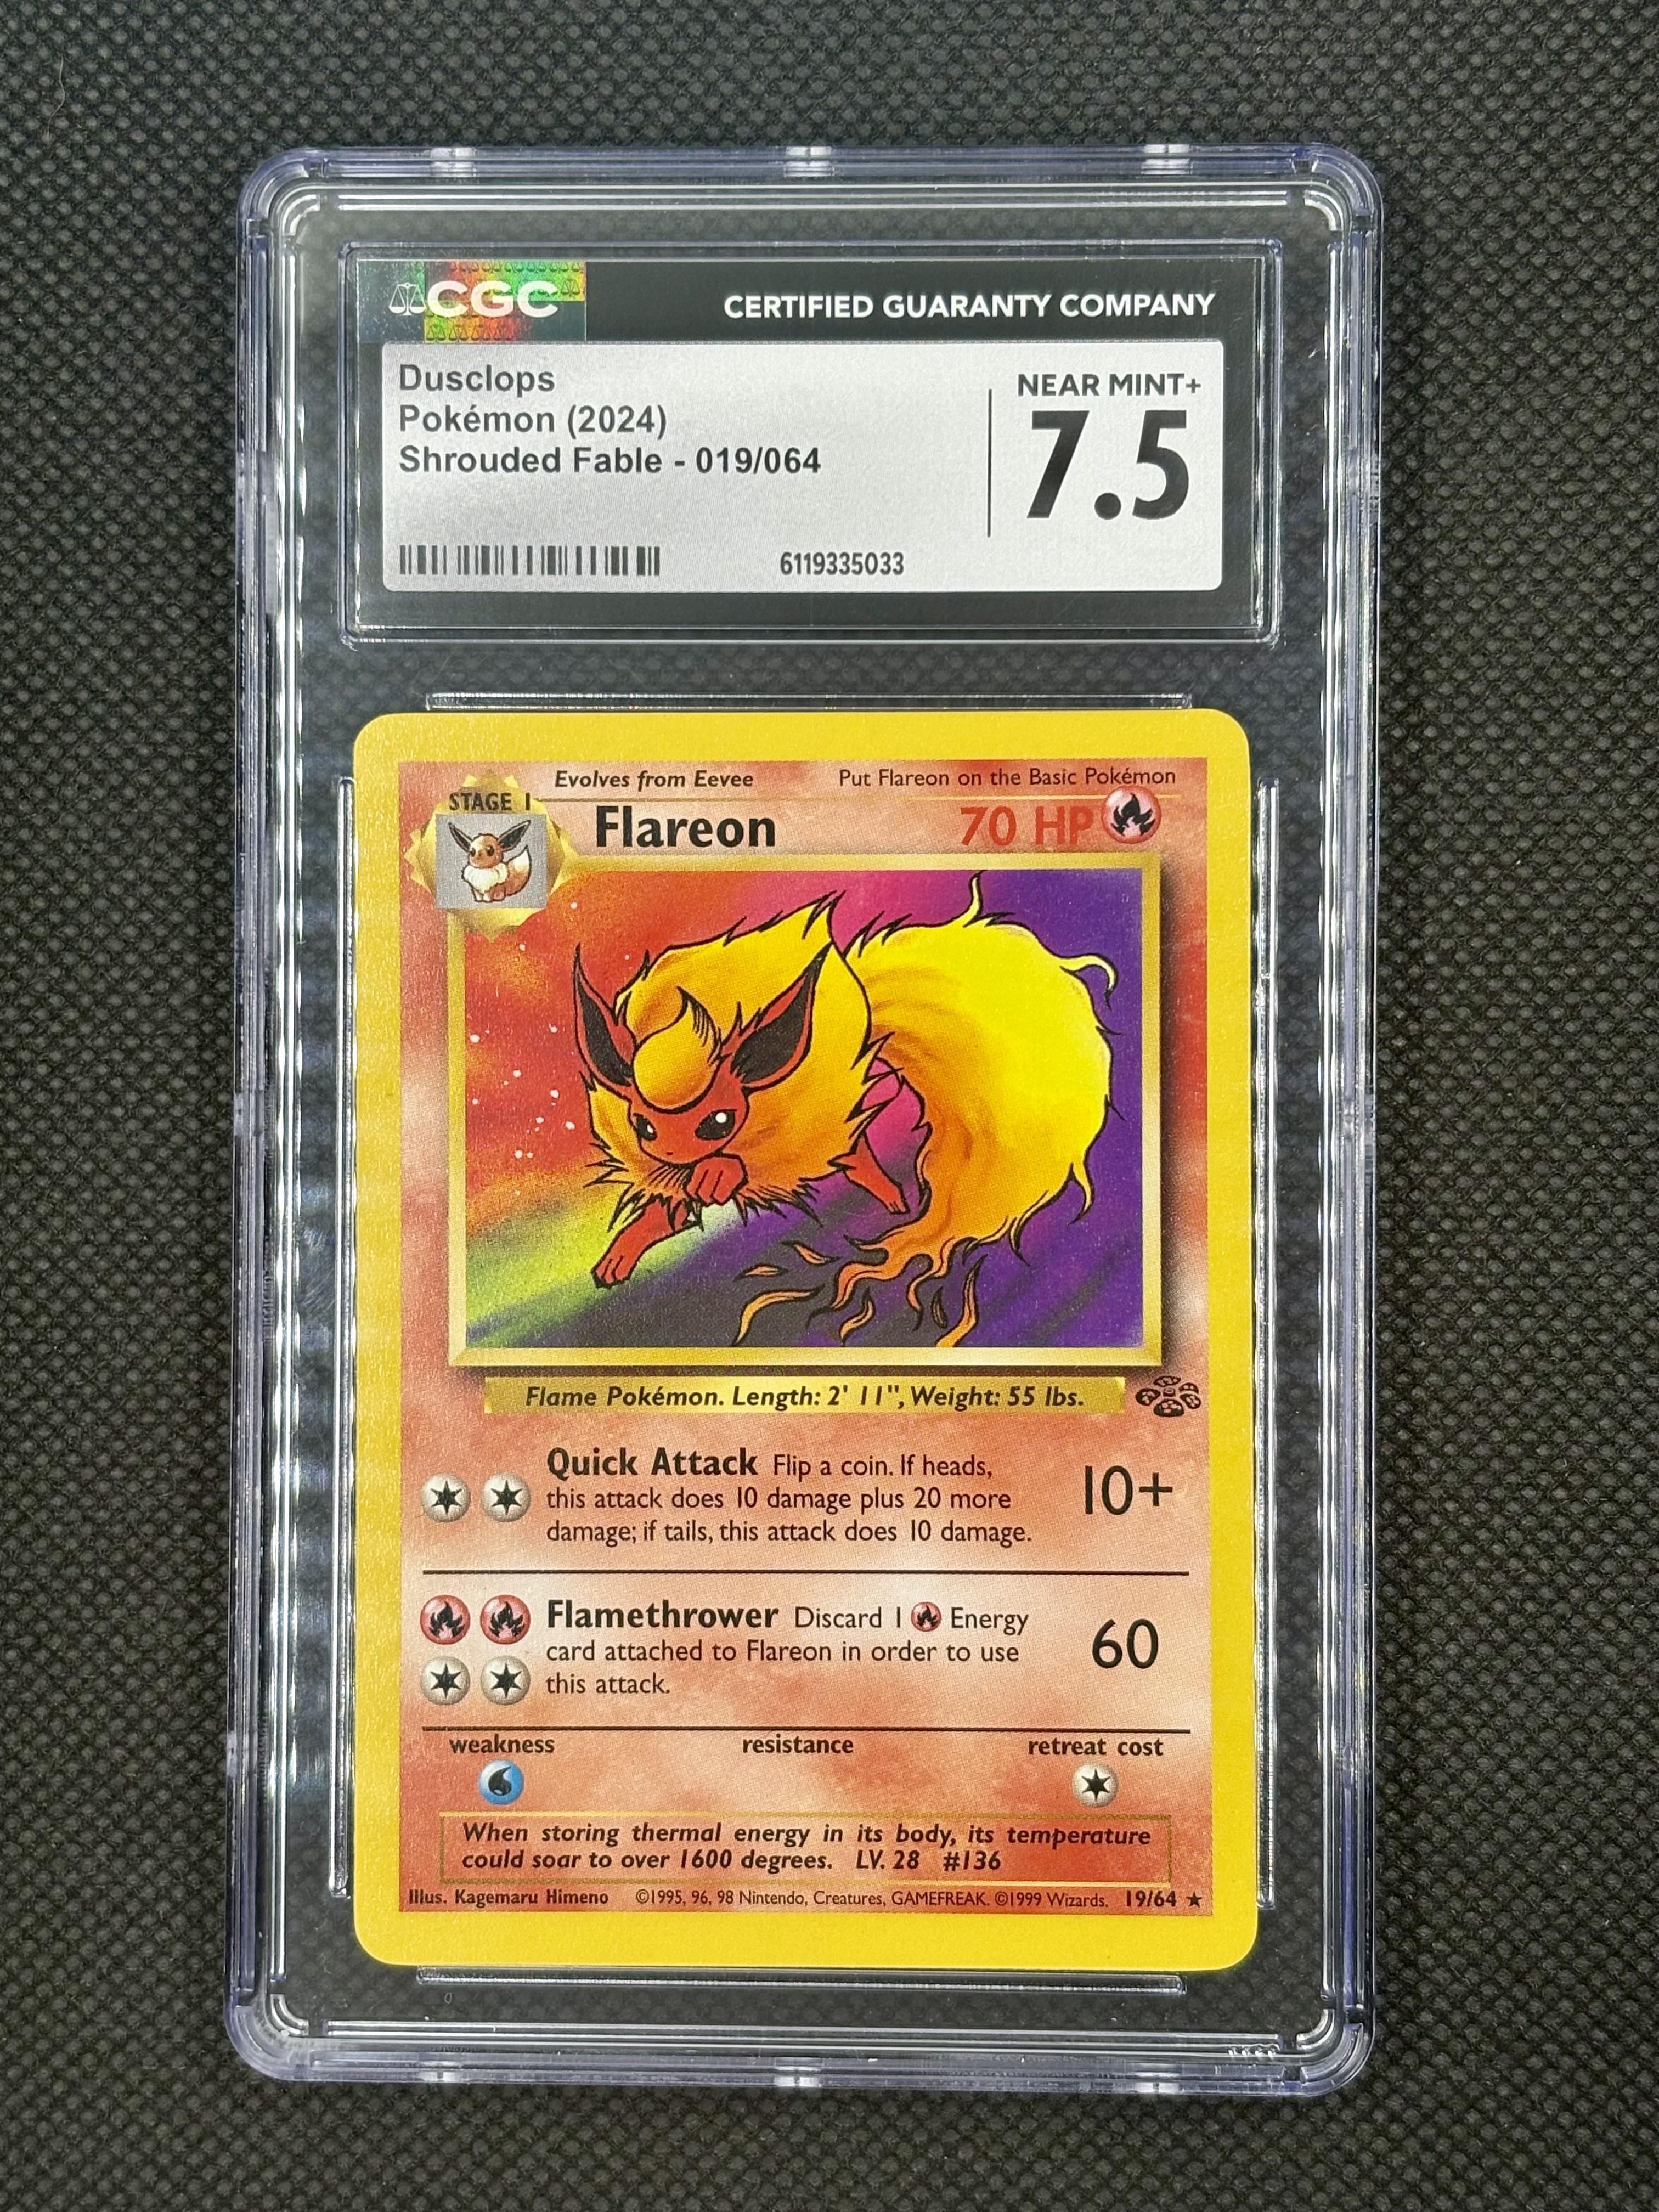 CGC
CERTIFIED GUARANTY COMPANY
Dusclops
Pokémon (2024)
Shrouded Fable - 019/064
NEAR MINT+
7.5
6119335033
Evolves from Eevee
Put Flareon on the Basic Pokémon
STAGE 1
Flareon
70 HP
Flame Pokémon. Length: 2' 11", Weight: 55 lbs.
Quick Attack Flip a coin. If heads,
this attack does 10 damage plus 20 more
damage; if tails, this attack does 10 damage.
10+
Flamethrower Discard 1 Energy
card attached to Flareon in order to use
this attack.
60
weakness
resistance
retreat cost
When storing thermal energy in its body, its temperature
could soar to over 1600 degrees. LV. 28 #136
Illus. Kagemaru Himeno ©1995, 96, 98 Nintendo, Creatures, GAMEFREAK. ©1999 Wizards. 19/64 ★